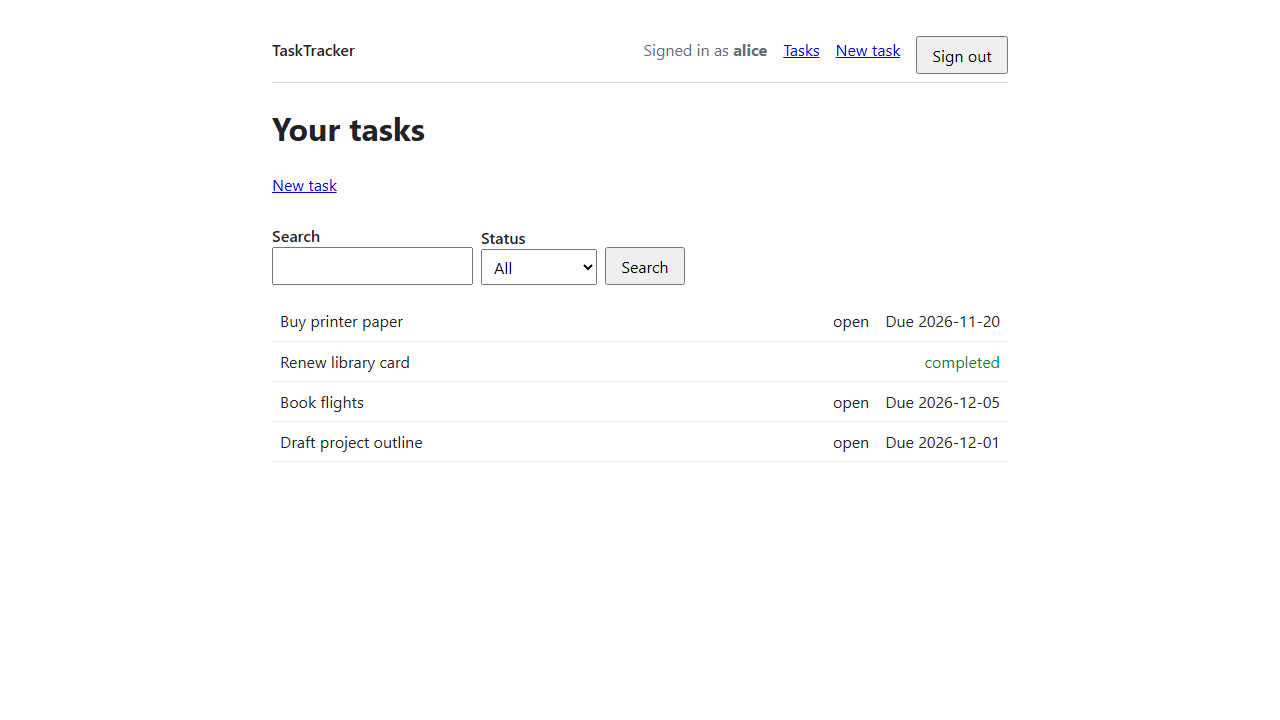 TaskTracker Signed in as alice Tasks New task Sign out
Your tasks
New task
Search Status
All Search
Buy printer paper open Due 2026-11-20
Renew library card completed
Book flights open Due 2026-12-05
Draft project outline open Due 2026-12-01